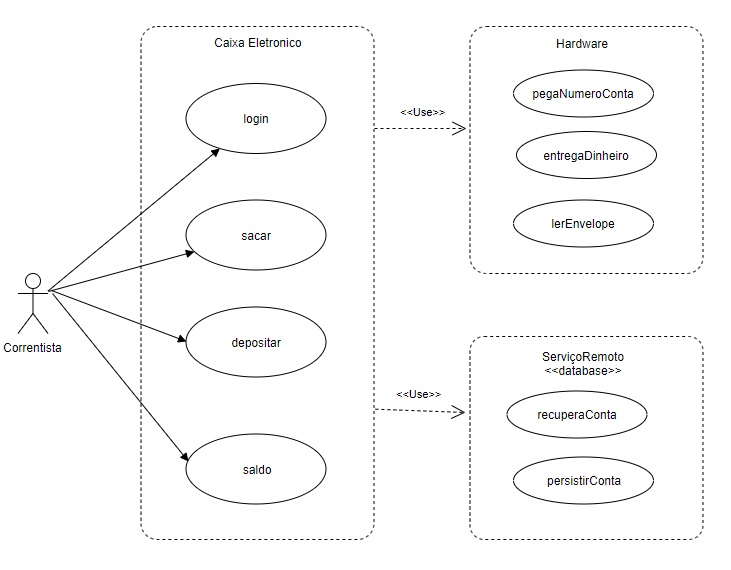 Caixa Eletronico
login
sacar
depositar
saldo
Correntista
<<Use>>
<<Use>>
Hardware
pegaNumeroConta
entregaDinheiro
lerEnvelope
ServiçoRemoto
<<database>>
recuperaConta
persistirConta